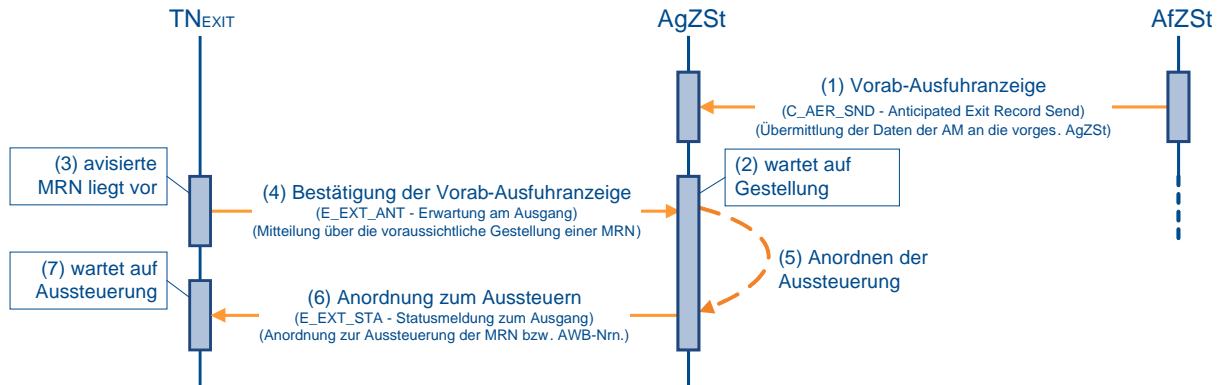 TNEXIT
AgZSt
AfZSt
(1) Vorab-Ausfuhranzeige
(C_AER_SND - Anticipated Exit Record Send)
(Übermittlung der Daten der AM an die vorges. AgZSt)
(2) wartet auf
Gestellung
(3) avisierte
MRN liegt vor
(4) Bestätigung der Vorab-Ausfuhranzeige
(E_EXT_ANT - Erwartung am Ausgang)
(Mitteilung über die voraussichtliche Gestellung einer MRN)
(5) Anordnen der
Aussteuerung
(7) wartet auf
Aussteuerung
(6) Anordnung zum Aussteuern
(E_EXT_STA - Statusmeldung zum Ausgang)
(Anordnung zur Aussteuerung der MRN bzw. AWB-Nrn.)